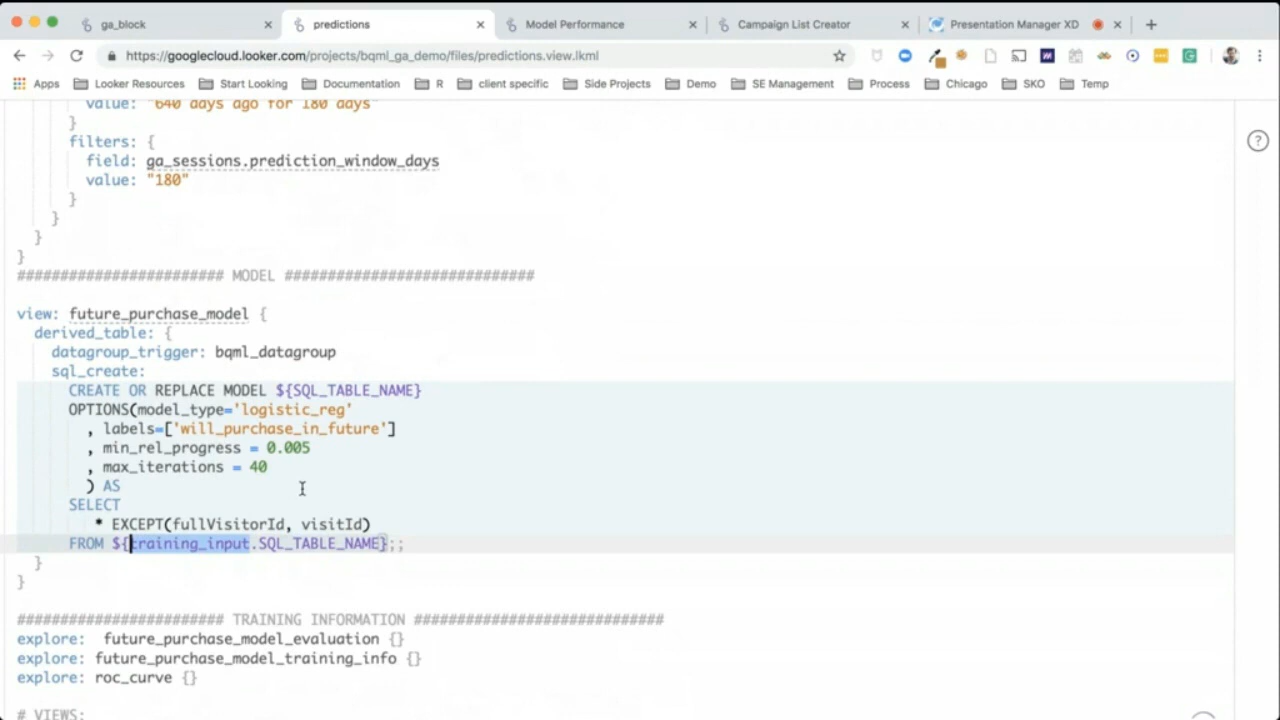 ga_block
predictions
Model Performance
Campaign List Creator
Presentation Manager XD
https://googlecloud.looker.com/projects/bqml_ga_demo/files/predictions.view.lkml
Apps Looker Resources Start Looking Documentation R client specific Side Projects Demo SE Management Process Chicago SKO Temp
value: "640 days ago for 180 days"
}
filters: {
field: ga_sessions.prediction_window_days
value: "180"
}
}
}
}
######################## MODEL #############################
view: future_purchase_model {
derived_table: {
datagroup_trigger: bqml_datagroup
sql_create:
CREATE OR REPLACE MODEL ${SQL_TABLE_NAME}
OPTIONS(model_type='logistic_reg'
, labels=['will_purchase_in_future']
, min_rel_progress = 0.005
, max_iterations = 40
) AS
SELECT
* EXCEPT(fullVisitorId, visitId)
FROM ${training_input.SQL_TABLE_NAME};;
}
}
######################## TRAINING INFORMATION #############################
explore: future_purchase_model_evaluation {}
explore: future_purchase_model_training_info {}
explore: roc_curve {}
# VIEWS: